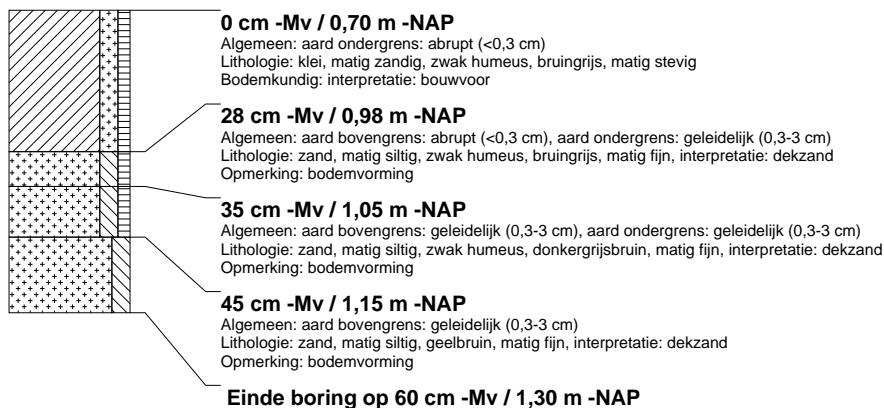 0 cm -Mv / 0,70 m -NAP
Algemeen: aard ondergrens: abrupt (<0,3 cm)
Lithologie: klei, matig zandig, zwak humeus, bruingrijs, matig stevig
Bodemkundig: interpretatie: bouwvoor
28 cm -Mv / 0,98 m -NAP
Algemeen: aard bovengrens: abrupt (<0,3 cm), aard ondergrens: geleidelijk (0,3-3 cm)
Lithologie: zand, matig siltig, zwak humeus, bruingrijs, matig fijn, interpretatie: dekzand
Opmerking: bodemvorming
35 cm -Mv / 1,05 m -NAP
Algemeen: aard bovengrens: geleidelijk (0,3-3 cm), aard ondergrens: geleidelijk (0,3-3 cm)
Lithologie: zand, matig siltig, zwak humeus, donkergrijsbruin, matig fijn, interpretatie: dekzand
Opmerking: bodemvorming
45 cm -Mv / 1,15 m -NAP
Algemeen: aard bovengrens: geleidelijk (0,3-3 cm)
Lithologie: zand, matig siltig, geelbruin, matig fijn, interpretatie: dekzand
Opmerking: bodemvorming
Einde boring op 60 cm -Mv / 1,30 m -NAP